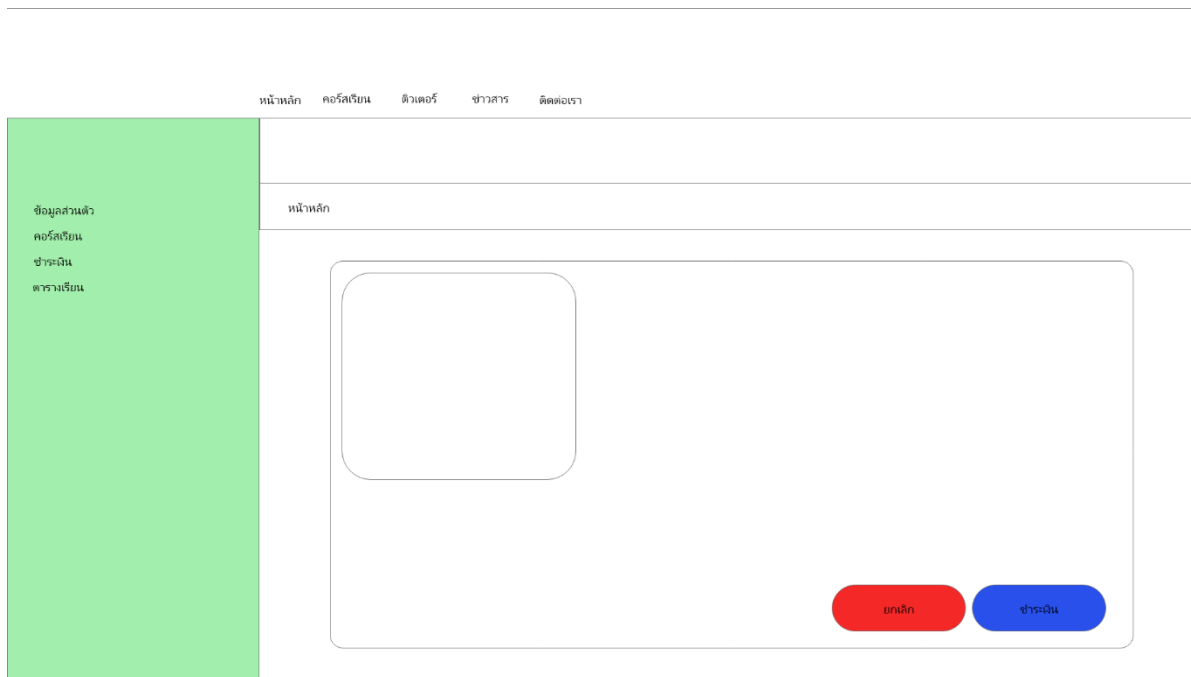 หน้าหลัก คอร์สเรียน ติวเตอร์ ข่าวสาร ติดต่อเรา
หน้าหลัก
ข้อมูลส่วนตัว
คอร์สเรียน
ชำระเงิน
ตารางเรียน
ยกเลิก ชำระเงิน